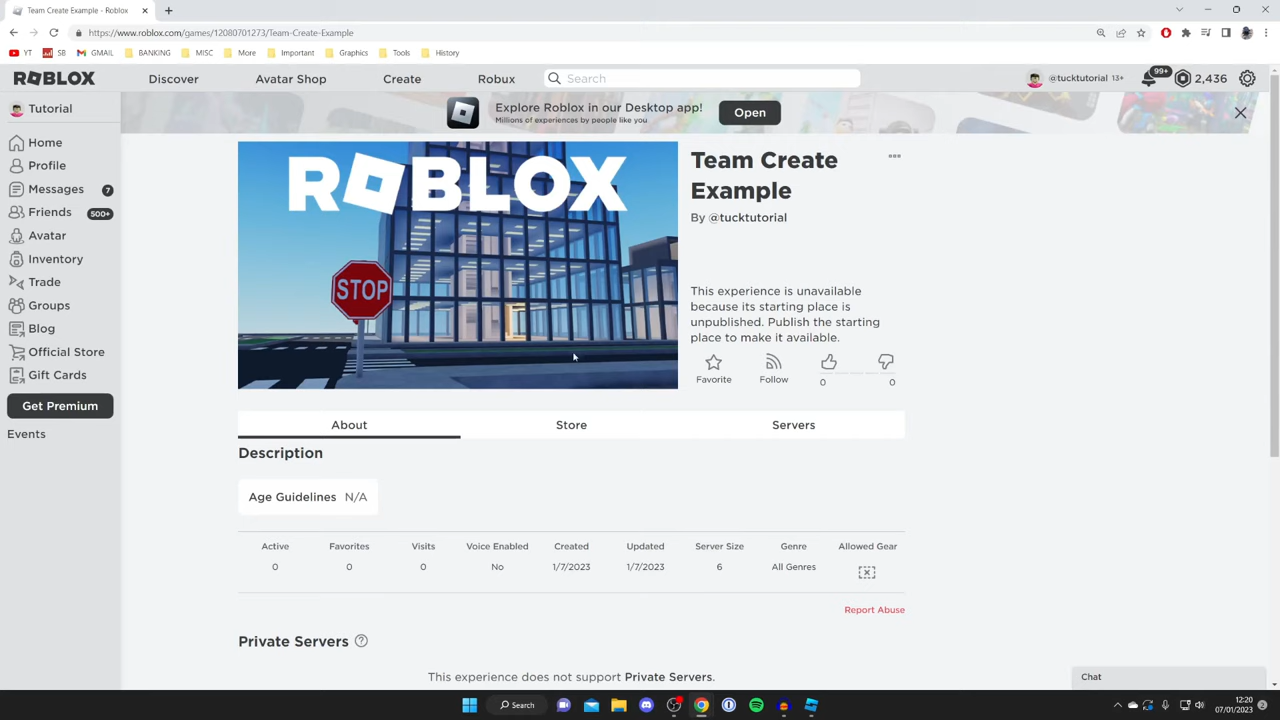 Team Create Example - Roblox
https://www.roblox.com/games/12080701273/Team-Create-Example
YT
SB
GMAIL
BANKING
MISC
More
Important
Graphics
Tools
History
ROBLOX
Discover
Avatar Shop
Create
Robux
Search
@tucktutorial 13+
99+
2,436
Tutorial
Home
Profile
Messages
7
Friends
500+
Avatar
Inventory
Trade
Groups
Blog
Official Store
Gift Cards
Get Premium
Events
Explore Roblox in our Desktop app!
Millions of experiences by people like you
Open
ROBLOX
STOP
Team Create
Example
By @tucktutorial
This experience is unavailable
because its starting place is
unpublished. Publish the starting
place to make it available.
Favorite
Follow
0
0
About
Store
Servers
Description
Age Guidelines N/A
Active
Favorites
Visits
Voice Enabled
Created
Updated
Server Size
Genre
Allowed Gear
0
0
0
No
1/7/2023
1/7/2023
6
All Genres
Report Abuse
Private Servers
This experience does not support Private Servers.
Chat
Search
12:20
07/01/2023